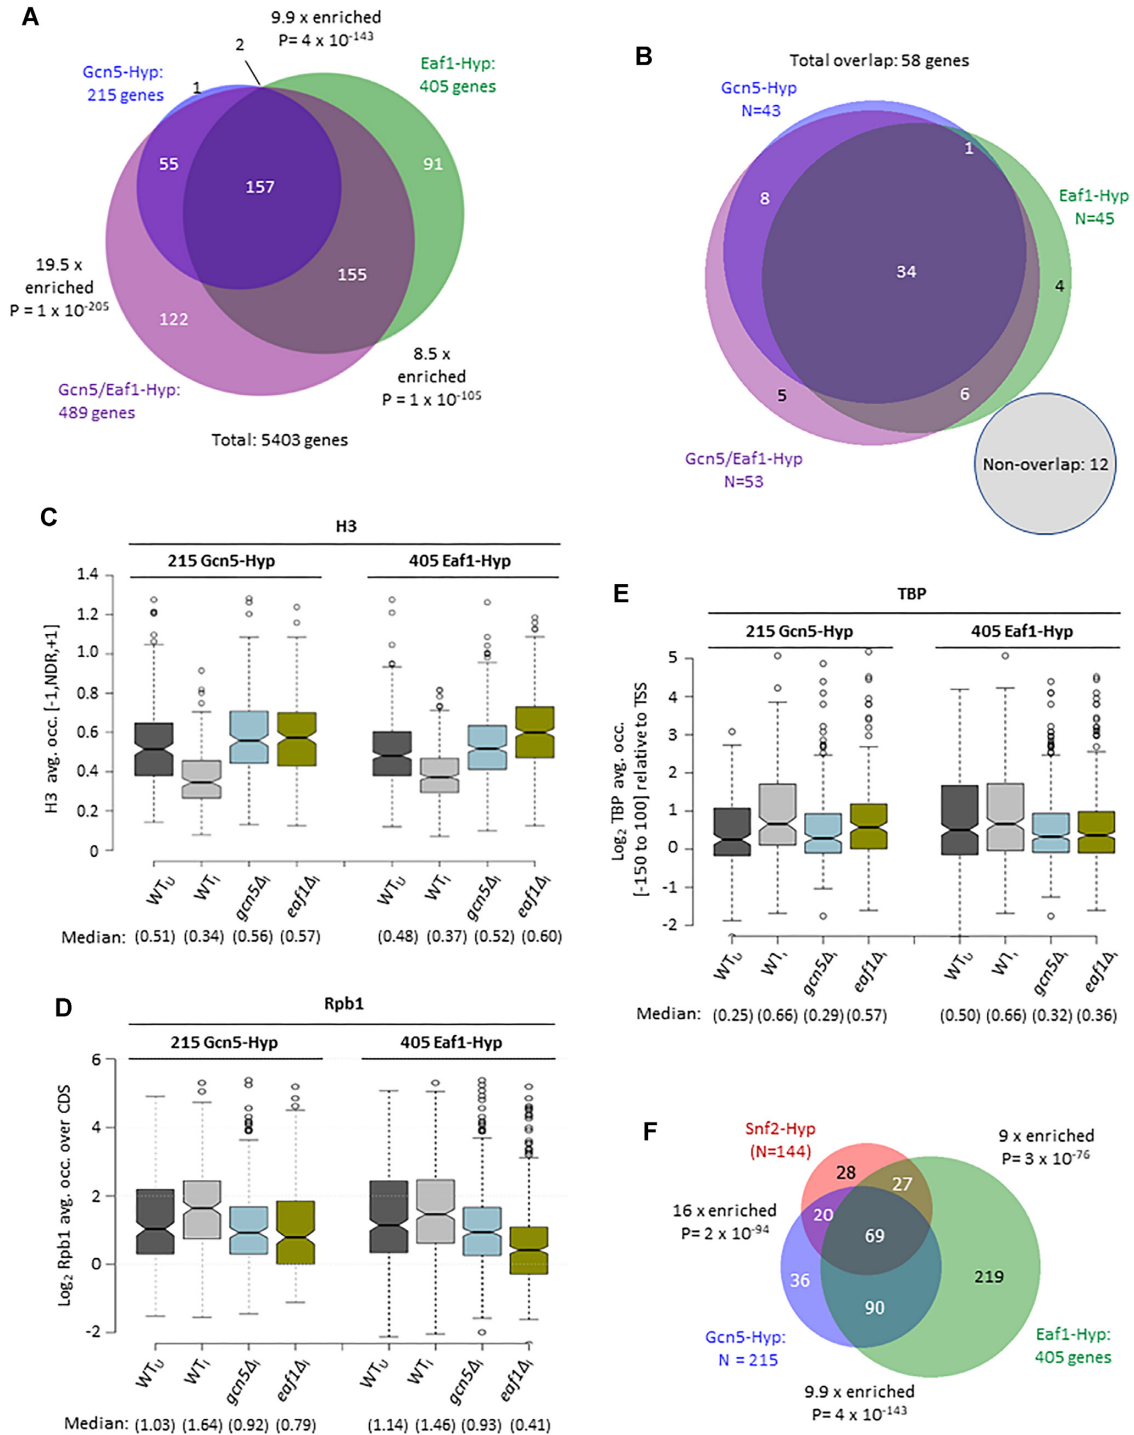 A
9.9 x enriched
P= 4 x 10-143
2
Gcn5-Hyp:
215 genes
1
Eaf1-Hyp:
405 genes
55
157
91
155
122
19.5 x
enriched
P = 1 x 10-205
8.5 x
enriched
P = 1 x 10-105
Gcn5/Eaf1-Hyp:
489 genes
Total: 5403 genes
B
Total overlap: 58 genes
Gcn5-Hyp
N=43
1
8
Eaf1-Hyp
N=45
34
4
5
6
Gcn5/Eaf1-Hyp
N=53
Non-overlap: 12
C
H3
215 Gcn5-Hyp
405 Eaf1-Hyp
H3 avg. occ. [-1,NDR,+1]
1.4
1.2
1.0
0.8
0.6
0.4
0.2
0
WTU WTi gcn5Δi eaf1Δi WTU WTi gcn5Δi eaf1Δi
Median: (0.51) (0.34) (0.56) (0.57) (0.48) (0.37) (0.52) (0.60)
D
Rpb1
215 Gcn5-Hyp
405 Eaf1-Hyp
Log2 Rpb1 avg. occ. over CDS
6
4
2
0
-2
WTU WTi gcn5Δi eaf1Δi WTU WTi gcn5Δi eaf1Δi
Median: (1.03) (1.64) (0.92) (0.79) (1.14) (1.46) (0.93) (0.41)
E
TBP
215 Gcn5-Hyp
405 Eaf1-Hyp
Log2 TBP avg. occ.
[-150 to 100] relative to TSS
5
4
3
2
1
0
-1
-2
WTU WTi gcn5Δi eaf1Δi WTU WTi gcn5Δi eaf1Δi
Median: (0.25) (0.66) (0.29) (0.57) (0.50) (0.66) (0.32) (0.36)
F
Snf2-Hyp
(N=144)
9 x enriched
P= 3 x 10-76
28
27
16 x enriched
P= 2 x 10-94
20
69
36
219
90
Gcn5-Hyp:
N = 215
Eaf1-Hyp:
405 genes
9.9 x enriched
P= 4 x 10-143